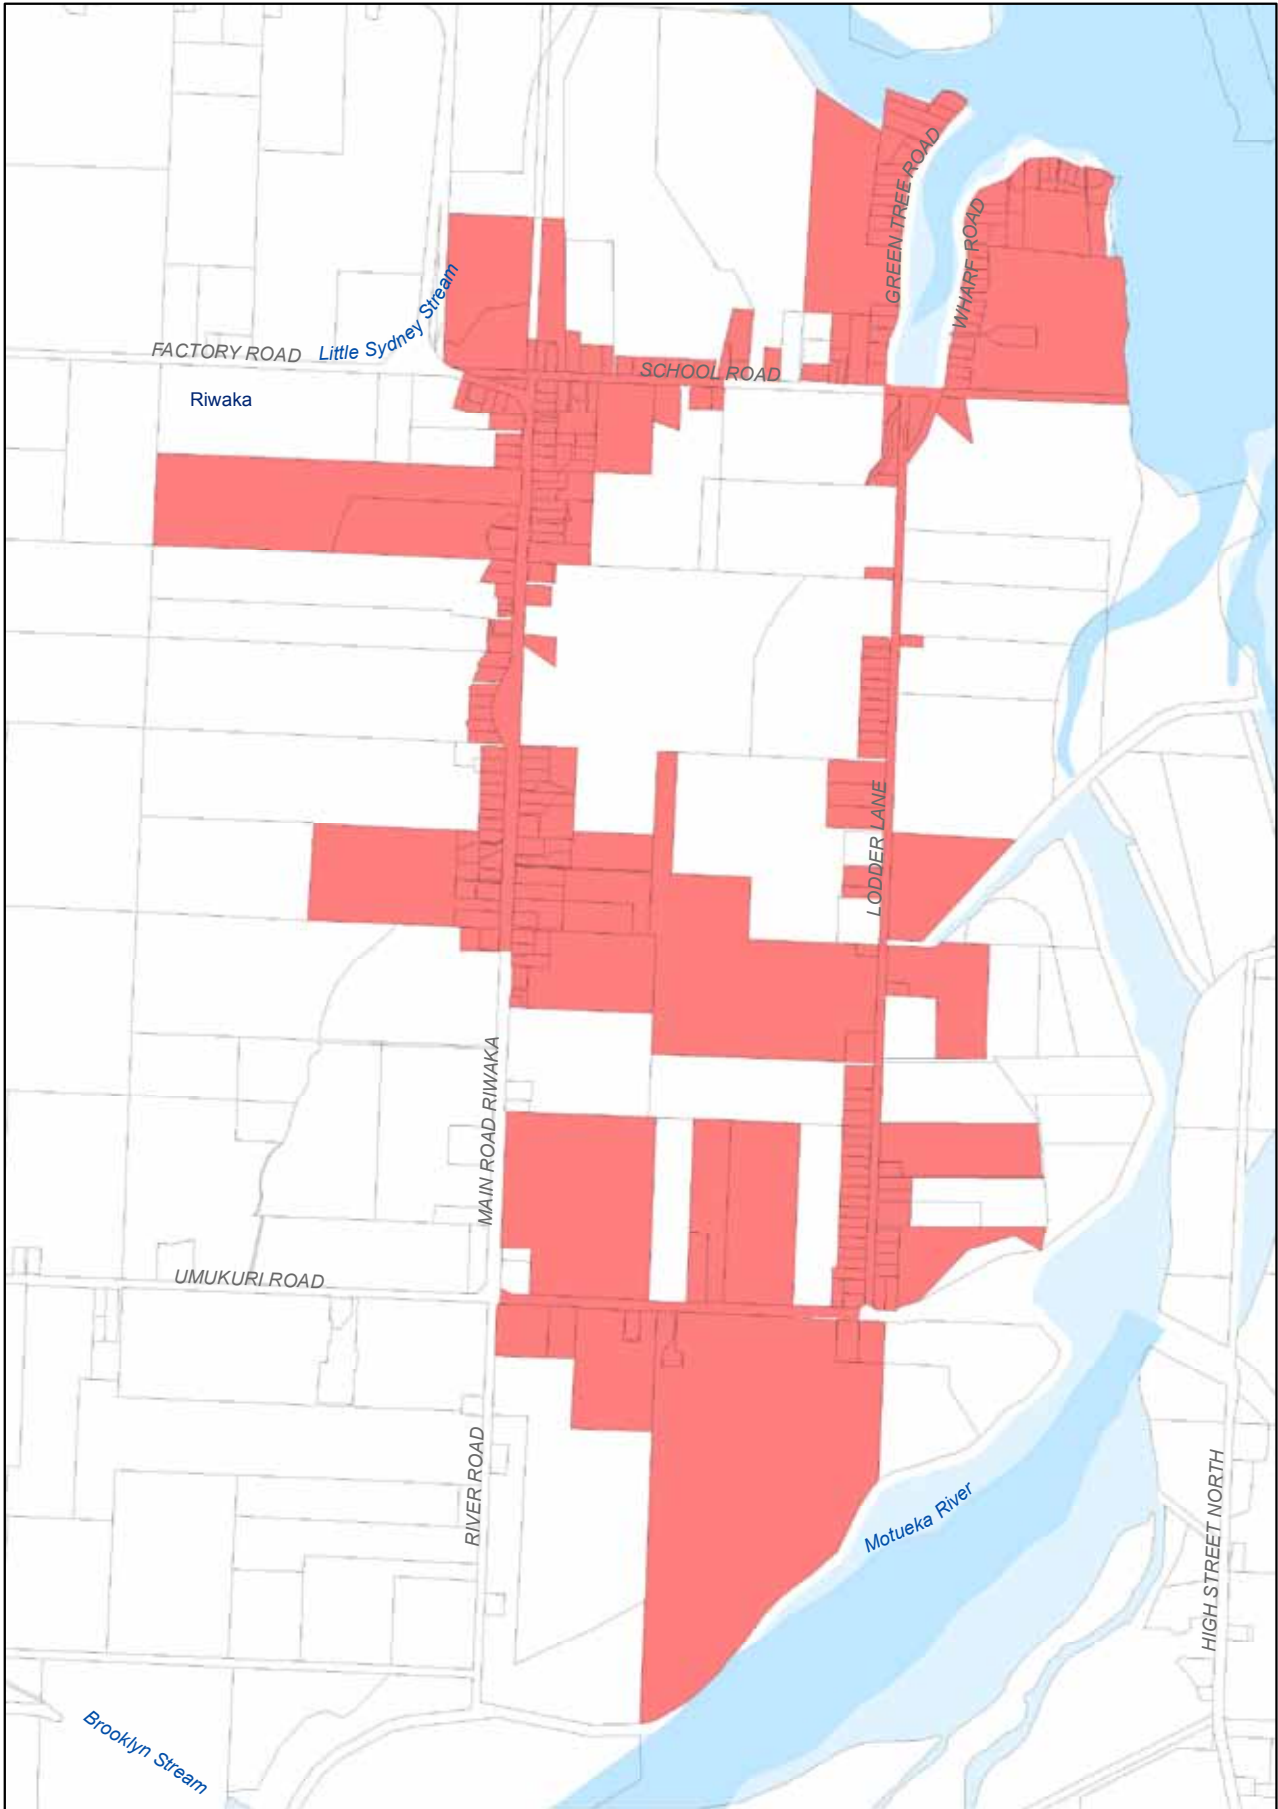 GREEN TREE ROAD
WHARF ROAD
Little Sydney Stream
FACTORY ROAD
SCHOOL ROAD
Riwaka
LODDER LANE
MAIN ROAD RIWAKA
UMUKURI ROAD
RIVER ROAD
Motueka River
HIGH STREET NORTH
Brooklyn Stream